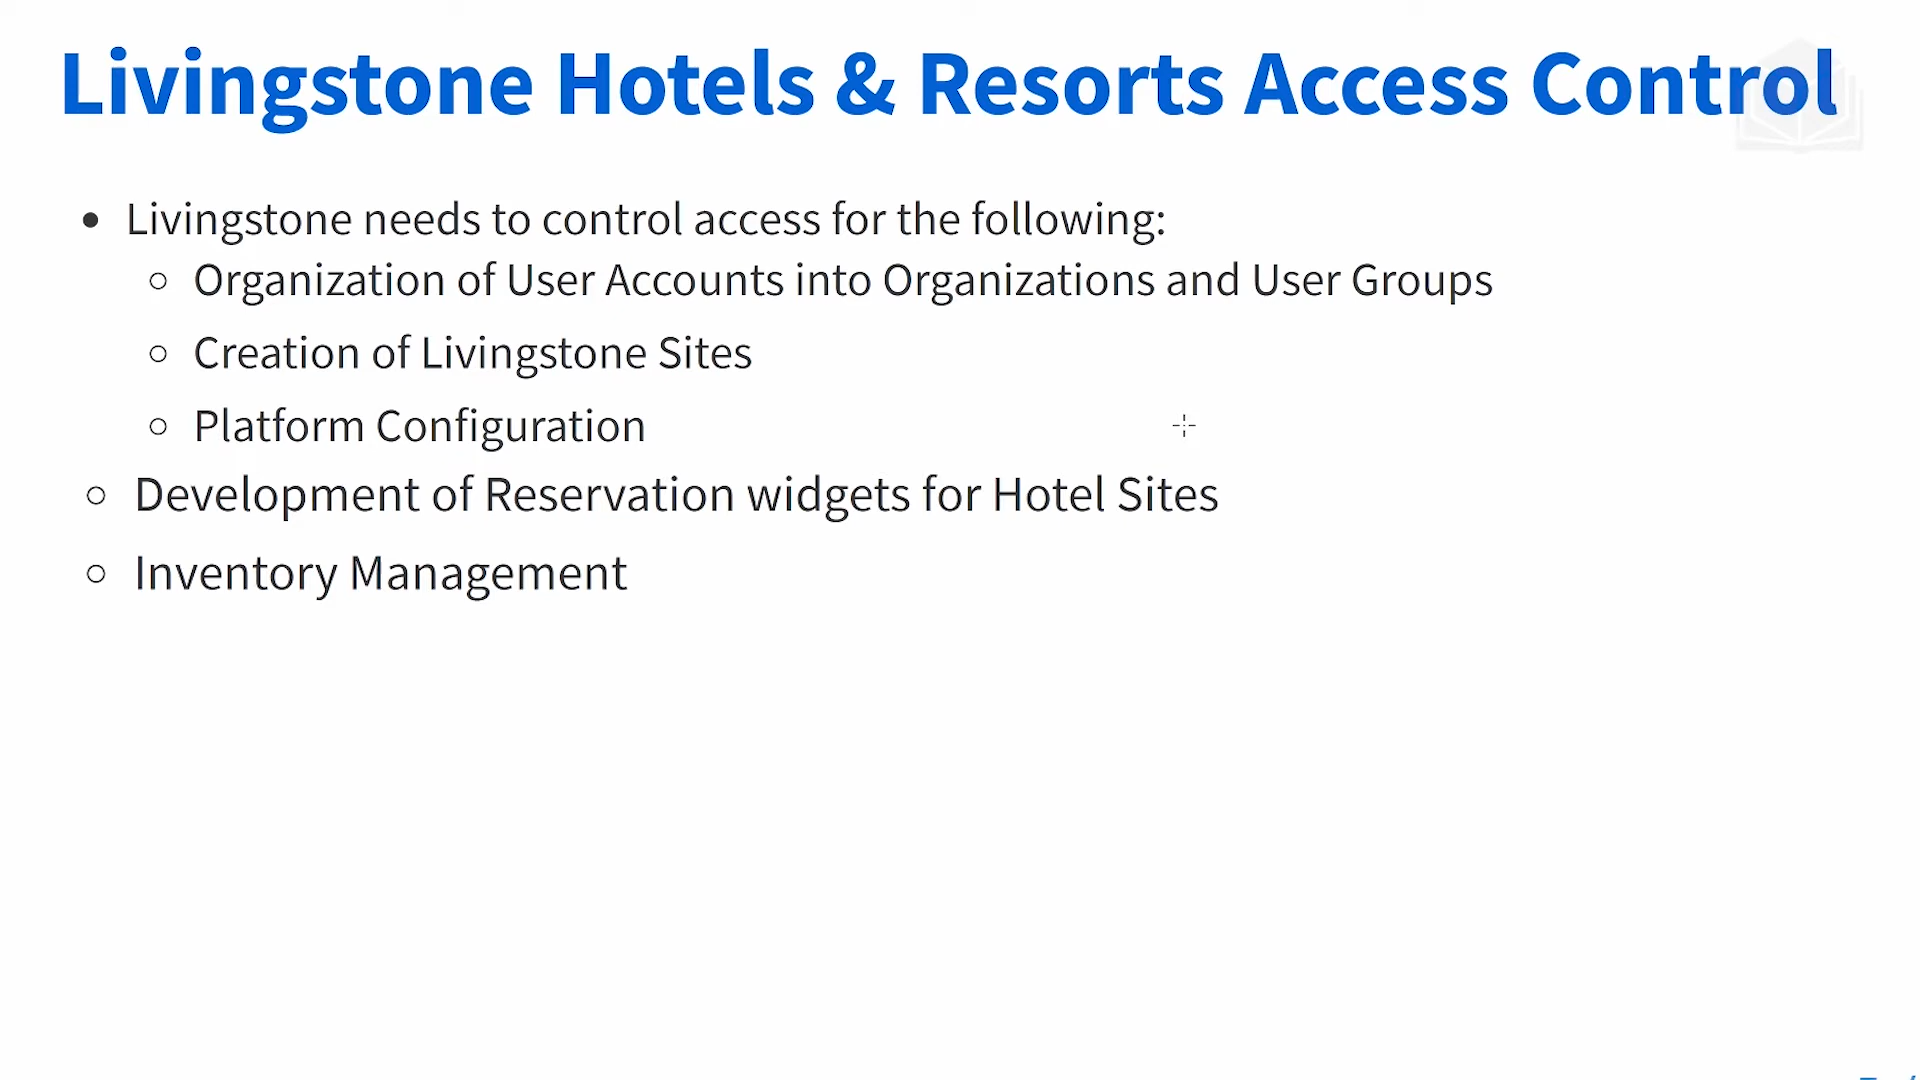 Livingstone Hotels & Resorts Access Control
• Livingstone needs to control access for the following:
○ Organization of User Accounts into Organizations and User Groups
○ Creation of Livingstone Sites
○ Platform Configuration
○ Development of Reservation widgets for Hotel Sites
○ Inventory Management